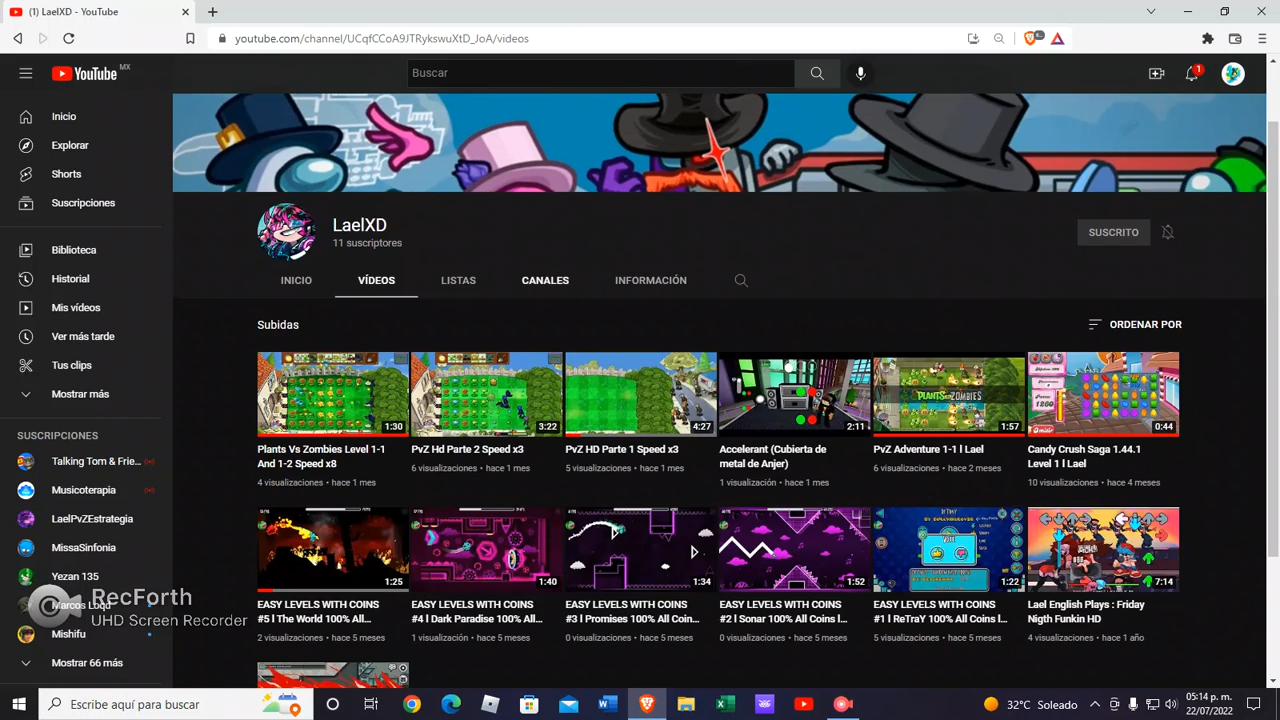 (1) LaelXD - YouTube
youtube.com/channel/UCqfCCoA9JTRykswuXtD_JoA/videos
YouTube MX
Buscar
1
Inicio
Explorar
Shorts
Suscripciones
Biblioteca
Historial
Mis vídeos
Ver más tarde
Tus clips
Mostrar más
SUSCRIPCIONES
Talking Tom & Frie...
Musicoterapia
LaelPvZEstrategia
MissaSinfonia
Yezan 135
Mishifu
Mostrar 66 más
RecForth
UHD Screen Recorder
LaelXD
11 suscriptores
SUSCRITO
INICIO
VÍDEOS
LISTAS
CANALES
INFORMACIÓN
Subidas
ORDENAR POR
1:30
3:22
4:27
2:11
PLANTS ZOMBIES
1:57
0:44
Plants Vs Zombies Level 1-1
And 1-2 Speed x8
4 visualizaciones • hace 1 mes
PvZ Hd Parte 2 Speed x3
6 visualizaciones • hace 1 mes
PvZ HD Parte 1 Speed x3
5 visualizaciones • hace 1 mes
Accelerant (Cubierta de
metal de Anjer)
1 visualización • hace 1 mes
PvZ Adventure 1-1 l Lael
6 visualizaciones • hace 2 meses
Candy Crush Saga 1.44.1
Level 1 l Lael
10 visualizaciones • hace 4 meses
1:25
1:40
1:34
1:52
1:22
7:14
EASY LEVELS WITH COINS
#5 l The World 100% All...
2 visualizaciones • hace 5 meses
EASY LEVELS WITH COINS
#4 l Dark Paradise 100% All...
1 visualización • hace 5 meses
EASY LEVELS WITH COINS
#3 l Promises 100% All Coin...
0 visualizaciones • hace 5 meses
EASY LEVELS WITH COINS
#2 l Sonar 100% All Coins l...
0 visualizaciones • hace 5 meses
EASY LEVELS WITH COINS
#1 l ReTraY 100% All Coins l...
5 visualizaciones • hace 5 meses
Lael English Plays : Friday
Nigth Funkin HD
4 visualizaciones • hace 1 año
Escribe aquí para buscar
32°C Soleado
05:14 p. m.
22/07/2022